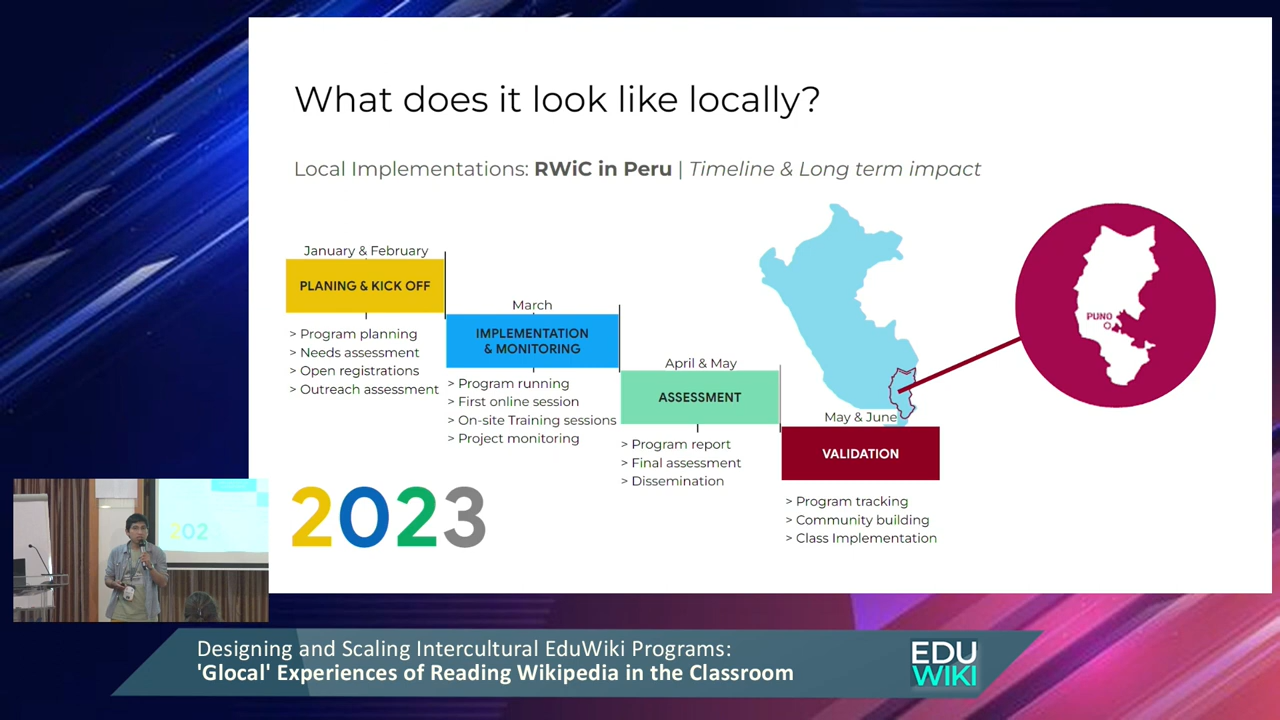 What does it look like locally?
Local Implementations: RWiC in Peru | Timeline & Long term impact
January & February
PLANING & KICK OFF
> Program planning
> Needs assessment
> Open registrations
> Outreach assessment
March
IMPLEMENTATION
& MONITORING
> Program running
> First online session
> On-site Training sessions
> Project monitoring
April & May
ASSESSMENT
> Program report
> Final assessment
> Dissemination
May & June
VALIDATION
> Program tracking
> Community building
> Class Implementation
PUNO
2023
202
Designing and Scaling Intercultural EduWiki Programs:
'Glocal' Experiences of Reading Wikipedia in the Classroom
EDU
WIKI